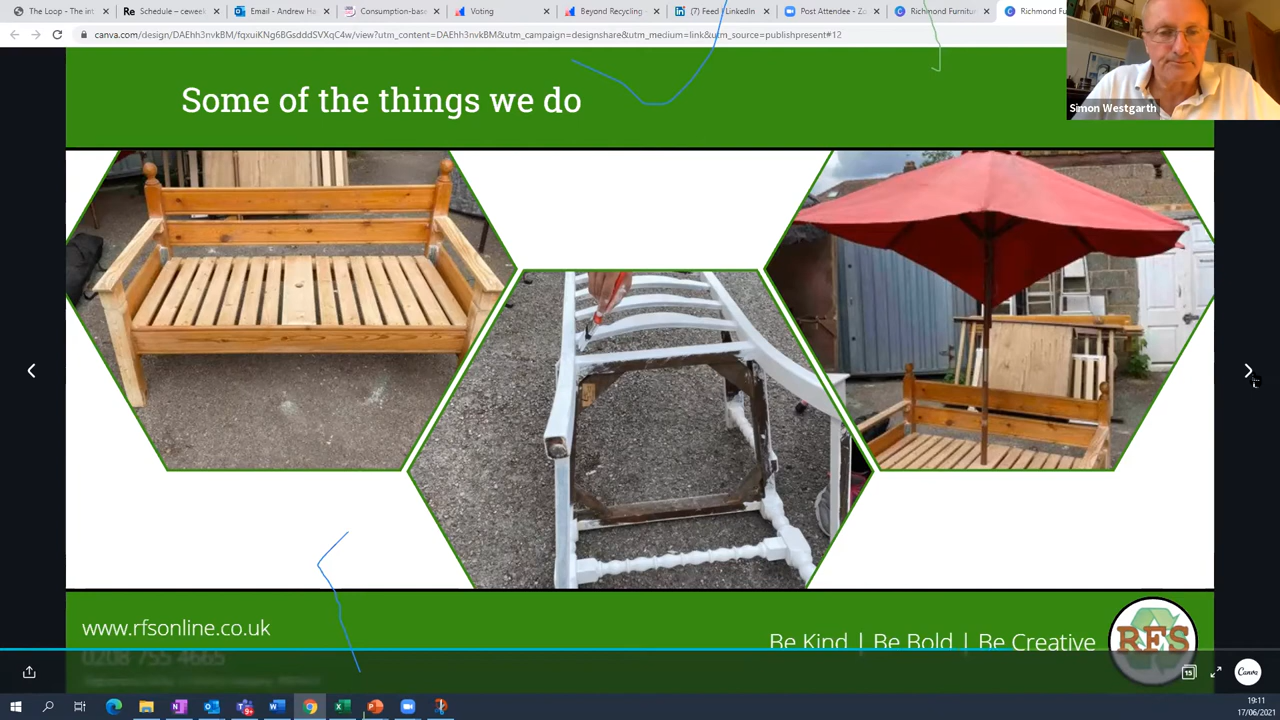 The Loop - The int
Schedule – ceweek
Email - Andrew Ha
Consumption-base
Voting
Beyond Recycling
(7) Feed | LinkedIn
Post Attendee - Zo
Richmond Furnitu
Richmond Fur
canva.com/design/DAEhh3nvkBM/fqxuiKNg6BGsdddSVXqC4w/view?utm_content=DAEhh3nvkBM&utm_campaign=designshare&utm_medium=link&utm_source=publishpresent#12
Simon Westgarth
Some of the things we do
www.rfsonline.co.uk
0208 755 4665
Be Kind | Be Bold | Be Creative
RFS
15
Canva
19:11
17/06/2021